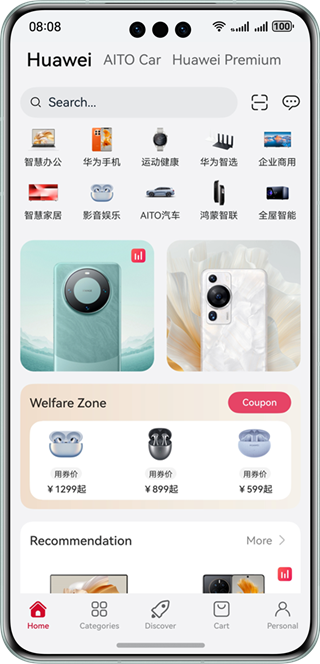 08:08 100
Huawei AITO Car Huawei Premium
Search...
智慧办公 华为手机 运动健康 华为智选 企业商用
智慧家居 影音娱乐 AITO汽车 鸿蒙智联 全屋智能
Welfare Zone Coupon
用券价 用券价 用券价
¥1299起 ¥899起 ¥599起
Recommendation More
Home Categories Discover Cart Personal